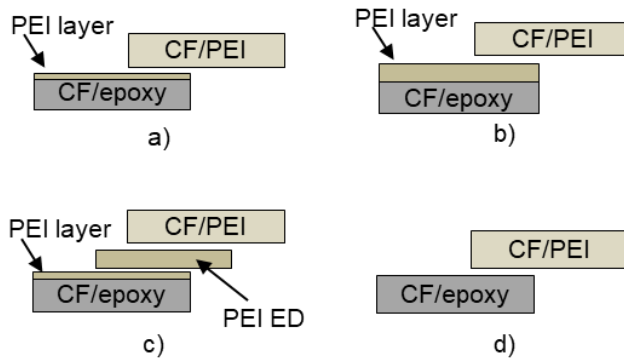 PEI layer
CF/PEI
CF/epoxy
a)
PEI layer
CF/PEI
CF/epoxy
b)
CF/PEI
PEI layer
CF/epoxy
PEI ED
c)
CF/PEI
CF/epoxy
d)